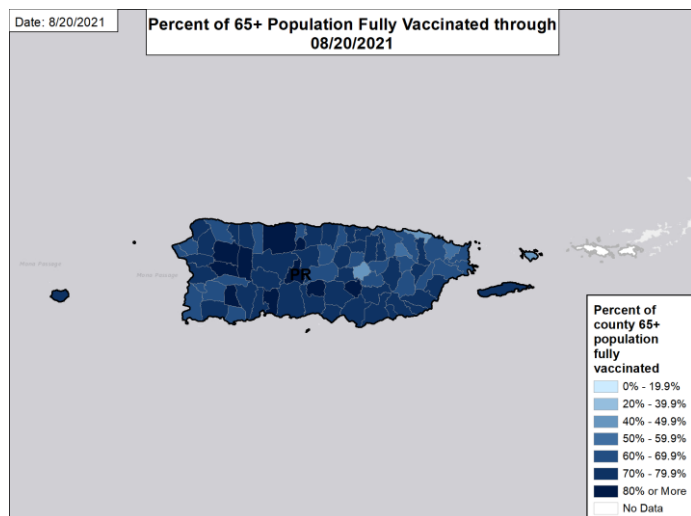 Date: 8/20/2021
Percent of 65+ Population Fully Vaccinated through
08/20/2021
Mona Passage
PR
Percent of
county 65+
population
fully
vaccinated
0% - 19.9%
20% - 39.9%
40% - 49.9%
50% - 59.9%
60% - 69.9%
70% - 79.9%
80% or More
No Data